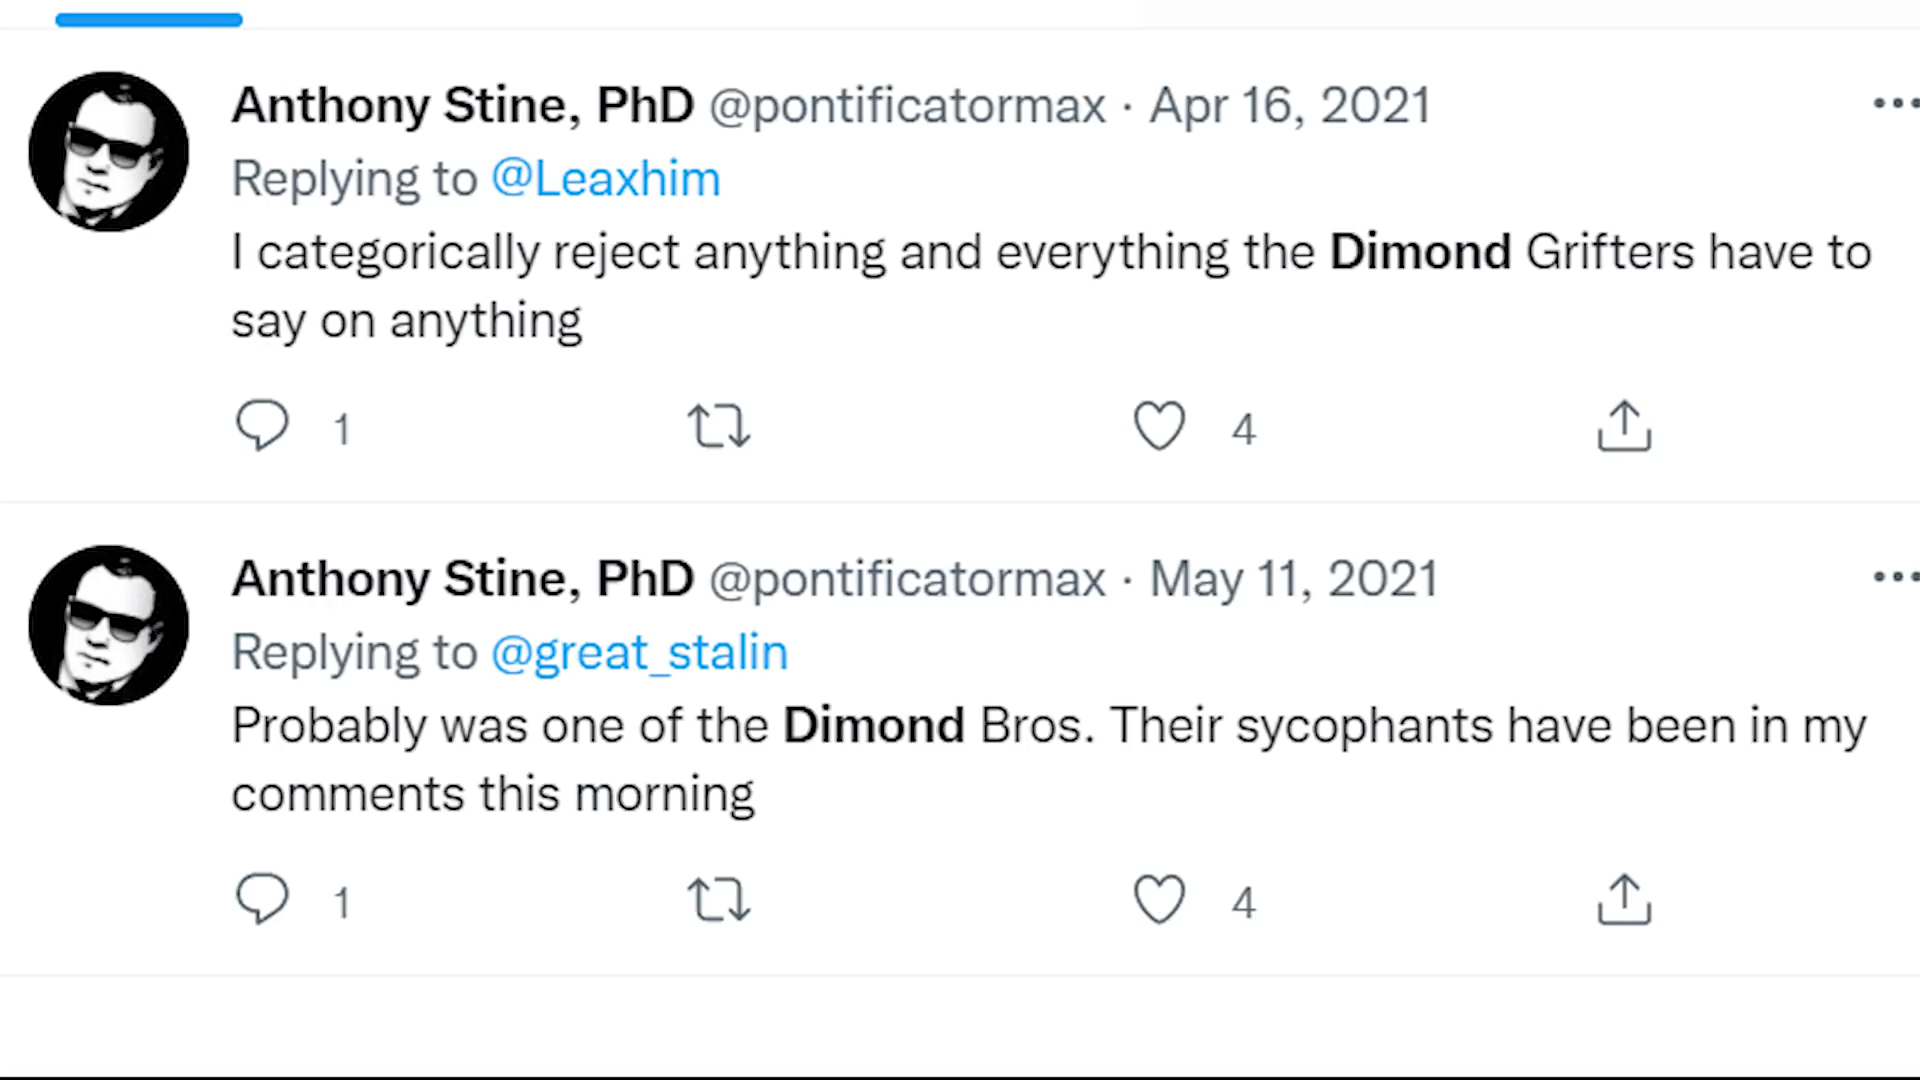 Anthony Stine, PhD @pontificatormax · Apr 16, 2021
Replying to @Leaxhim
I categorically reject anything and everything the Dimond Grifters have to
say on anything
1 4
Anthony Stine, PhD @pontificatormax · May 11, 2021
Replying to @great_stalin
Probably was one of the Dimond Bros. Their sycophants have been in my
comments this morning
1 4